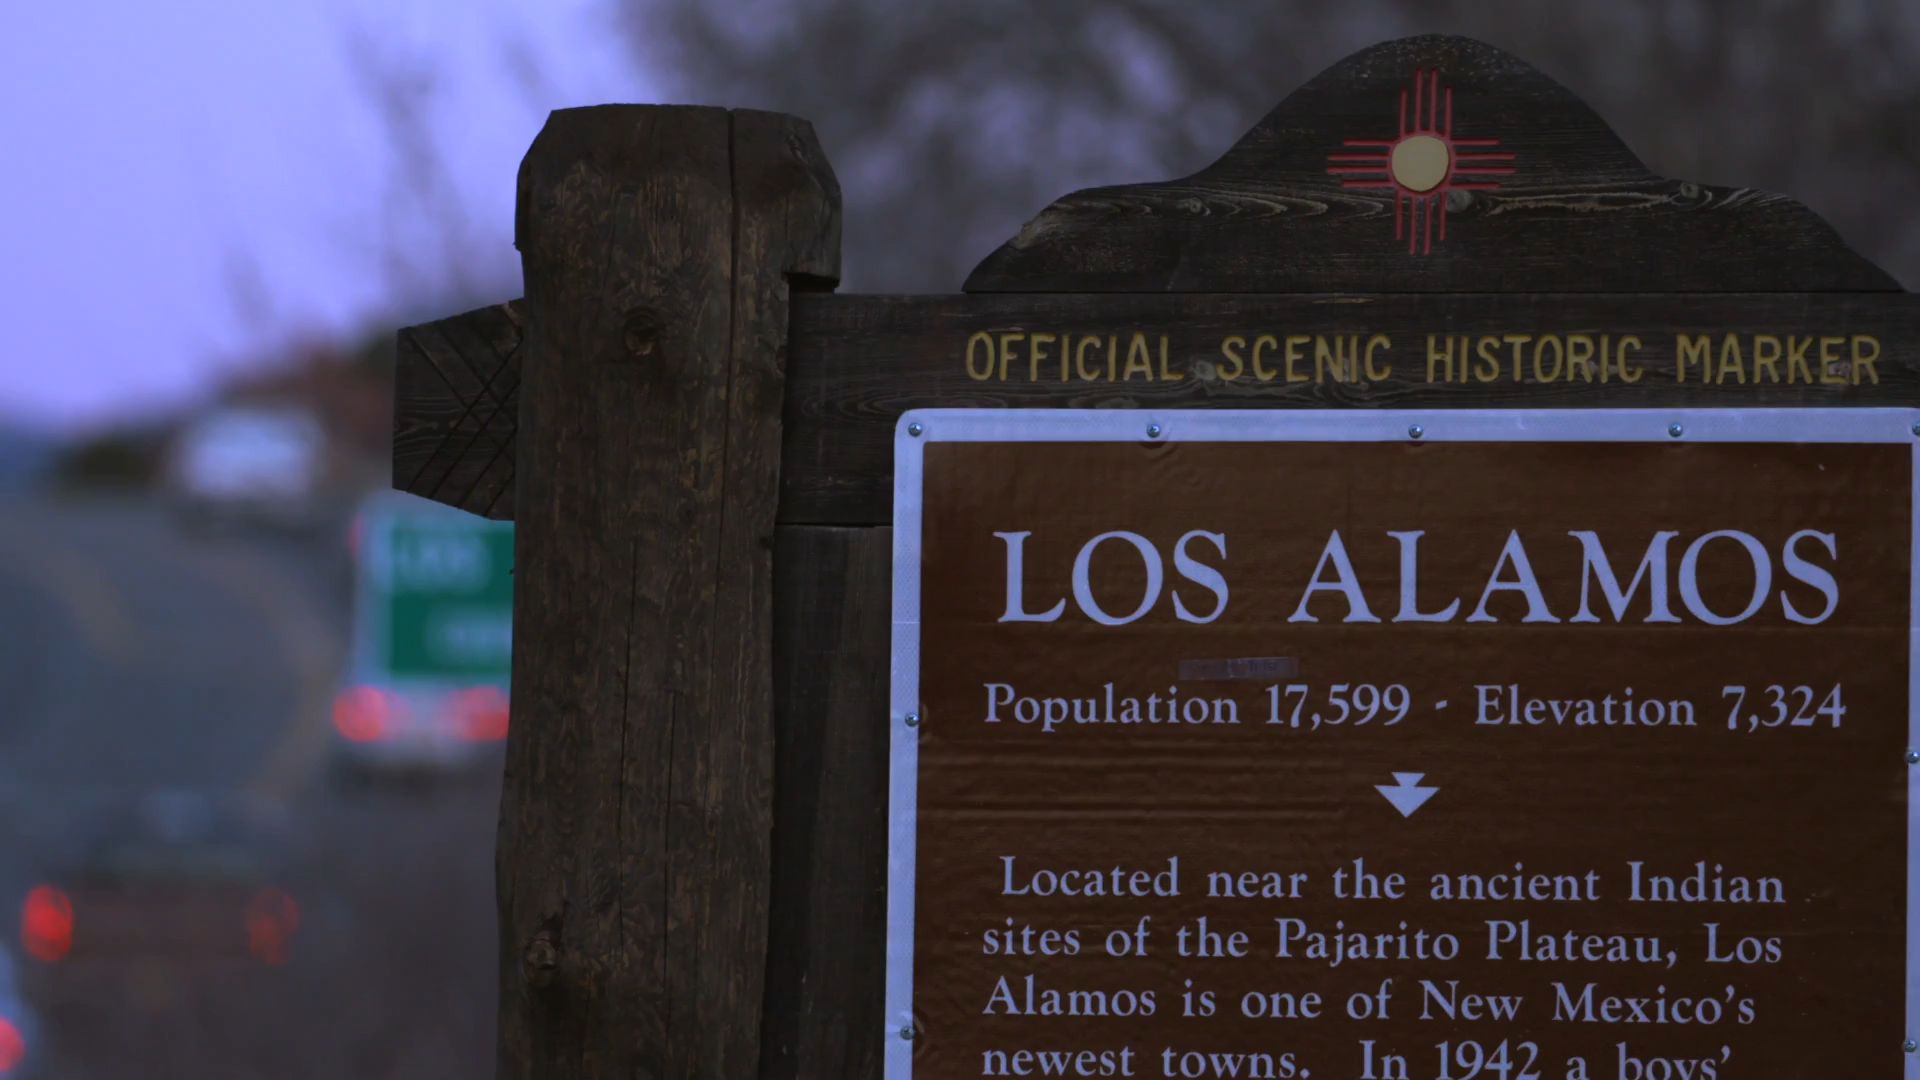 OFFICIAL SCENIC HISTORIC MARKER
LOS ALAMOS
Population 17,599 - Elevation 7,324
Located near the ancient Indian
sites of the Pajarito Plateau, Los
Alamos is one of New Mexico's
newest towns. In 1942 a boys'